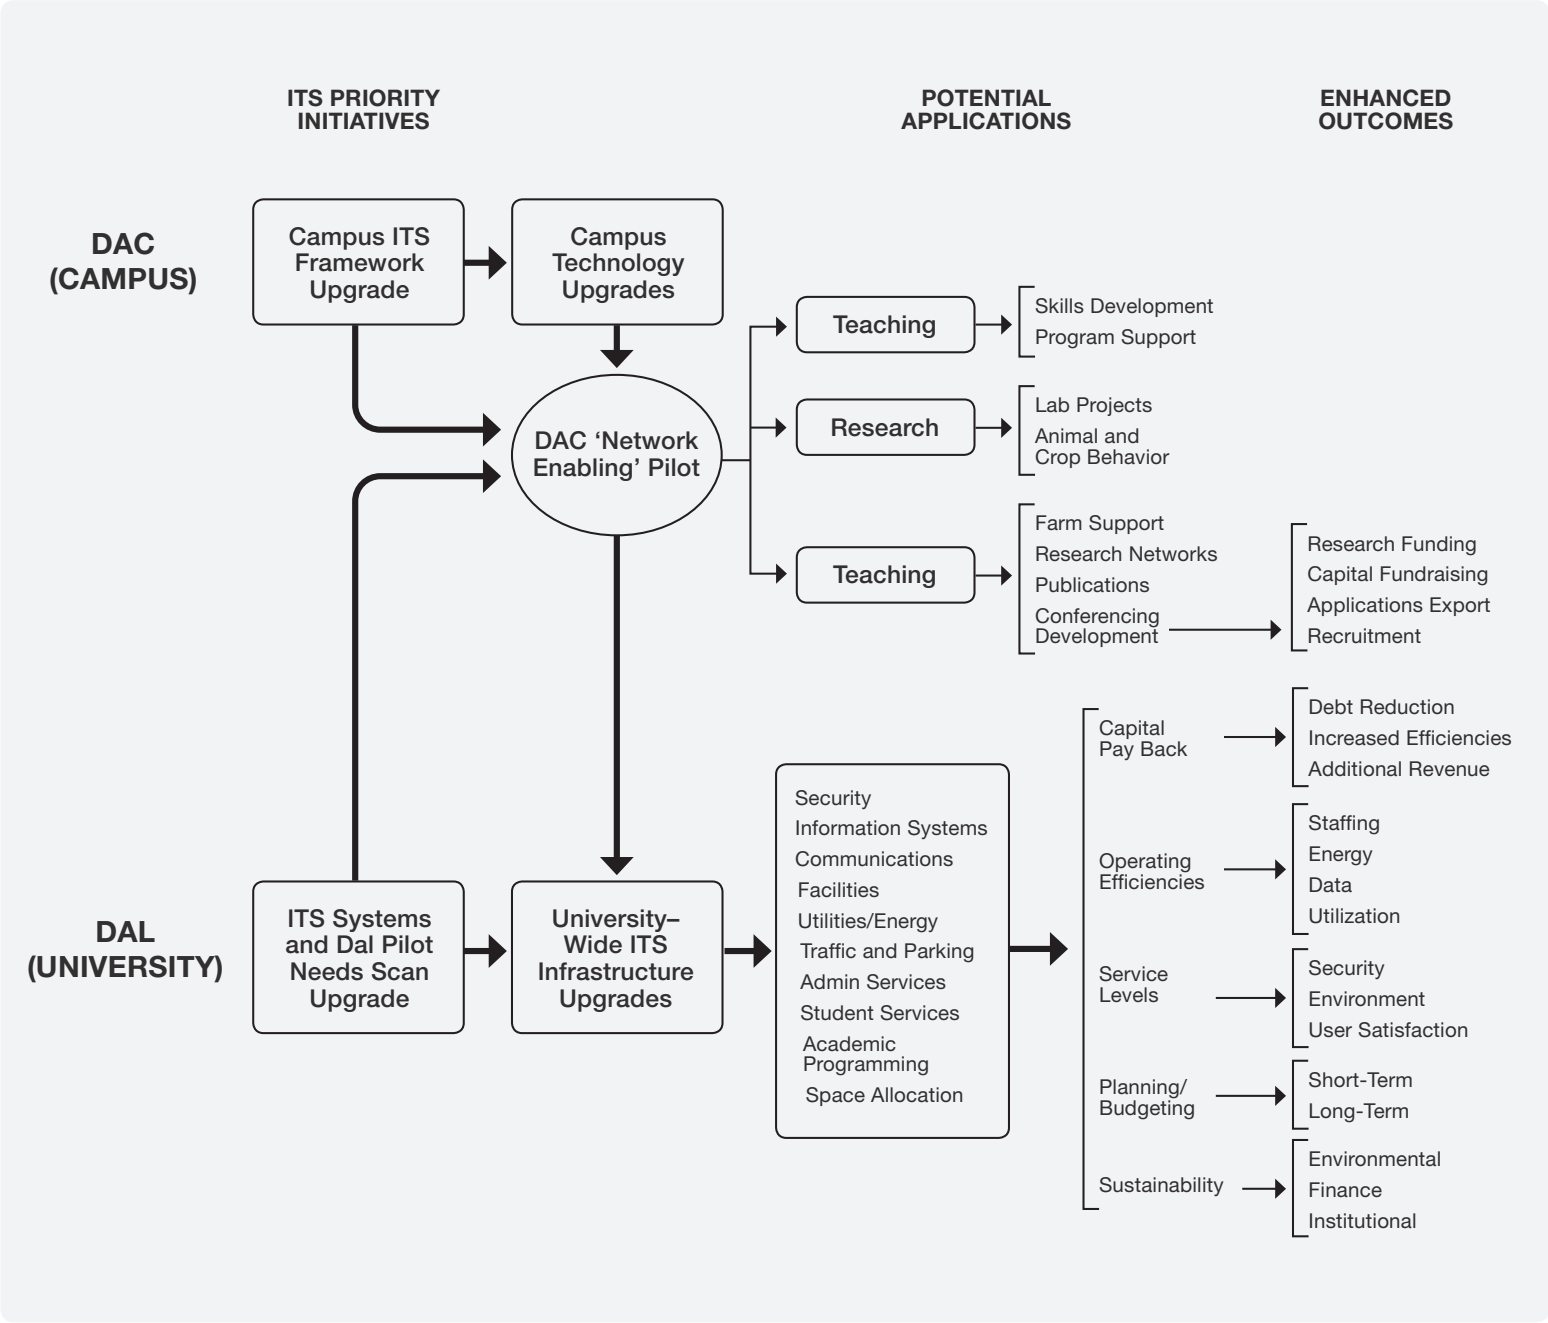 ITS PRIORITY
INITIATIVES
POTENTIAL
APPLICATIONS
ENHANCED
OUTCOMES
DAC
(CAMPUS)
Campus ITS
Framework
Upgrade
Campus
Technology
Upgrades
DAC ‘Network
Enabling’ Pilot
Teaching
Skills Development
Program Support
Research
Lab Projects
Animal and
Crop Behavior
Teaching
Farm Support
Research Networks
Publications
Conferencing
Development
Research Funding
Capital Fundraising
Applications Export
Recruitment
DAL
(UNIVERSITY)
ITS Systems
and Dal Pilot
Needs Scan
Upgrade
University–
Wide ITS
Infrastructure
Upgrades
Security
Information Systems
Communications
Facilities
Utilities/Energy
Traffic and Parking
Admin Services
Student Services
Academic
Programming
Space Allocation
Capital
Pay Back
Debt Reduction
Increased Efficiencies
Additional Revenue
Operating
Efficiencies
Staffing
Energy
Data
Utilization
Service
Levels
Security
Environment
User Satisfaction
Planning/
Budgeting
Short-Term
Long-Term
Sustainability
Environmental
Finance
Institutional